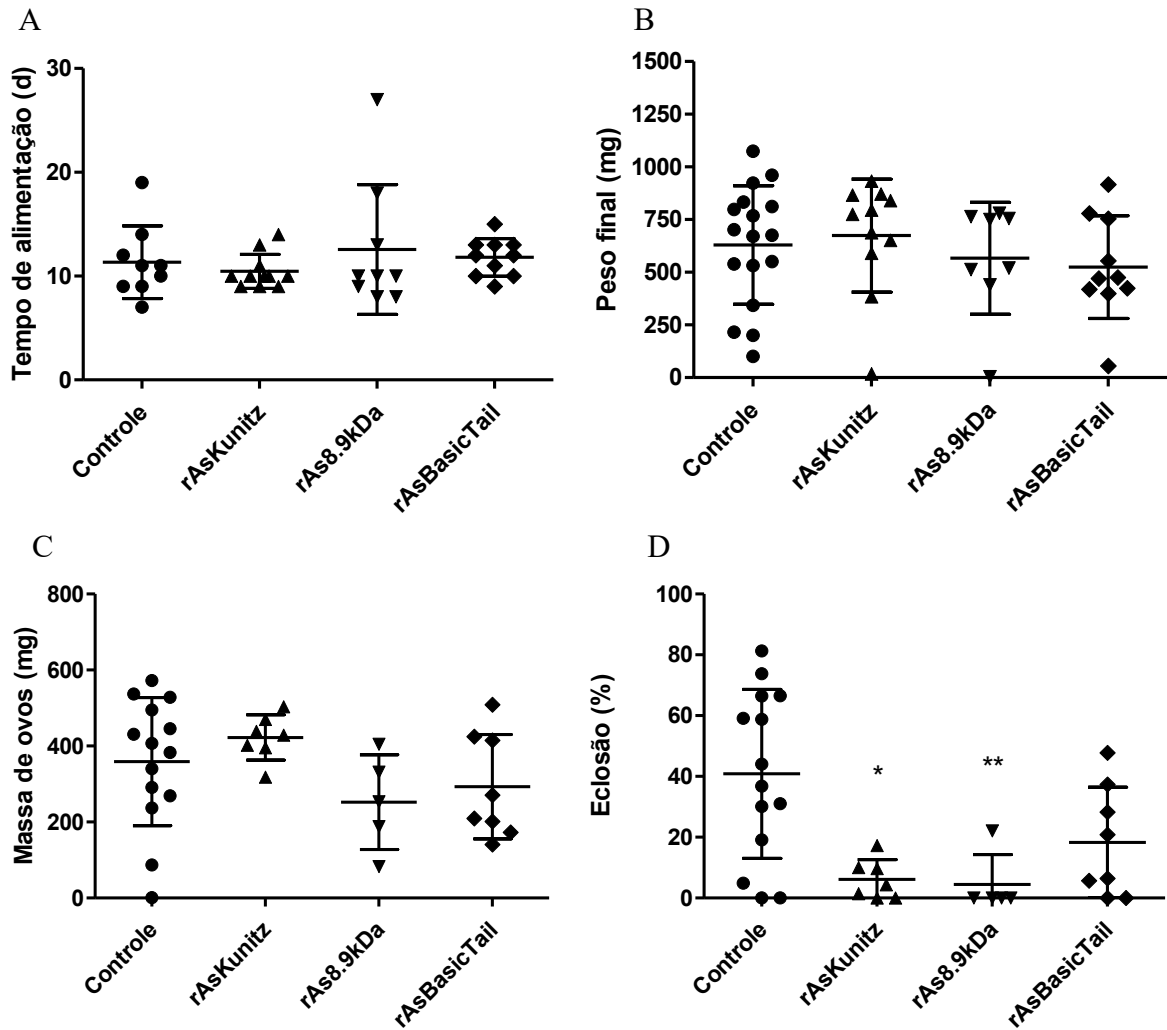 A
Tempo de alimentação (d)
30
20
10
0
Controle
rAsKunitz
rAs8.9kDa
rAsBasicTail
B
Peso final (mg)
1500
1250
1000
750
500
250
0
Controle
rAsKunitz
rAs8.9kDa
rAsBasicTail
C
Massa de ovos (mg)
800
600
400
200
0
Controle
rAsKunitz
rAs8.9kDa
rAsBasicTail
D
Eclosão (%)
100
80
60
40
20
0
*
**
Controle
rAsKunitz
rAs8.9kDa
rAsBasicTail